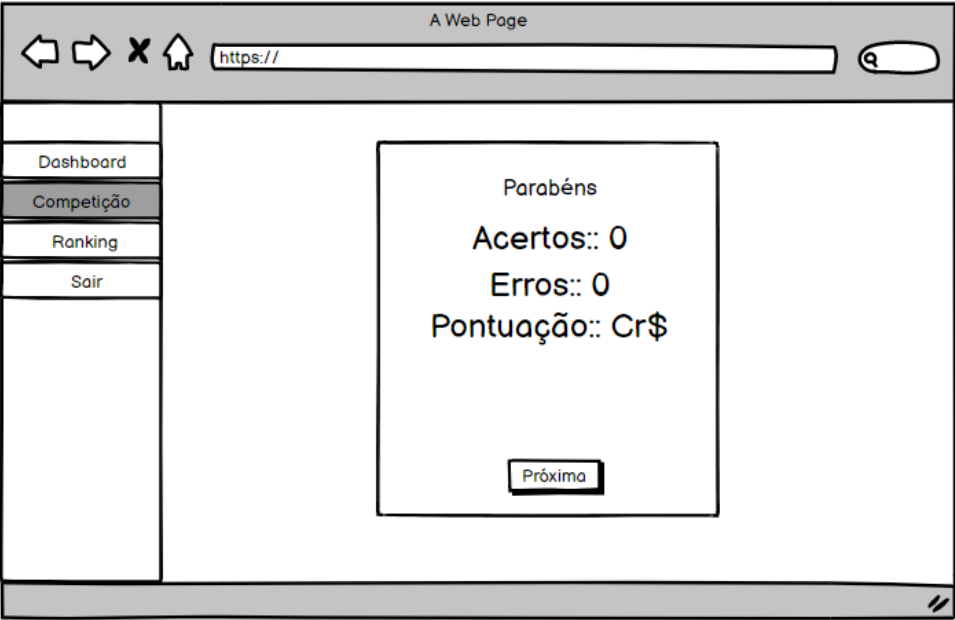 A Web Page
https://
Dashboard
Competição
Ranking
Sair
Parabéns
Acertos:: 0
Erros:: 0
Pontuação:: Cr$
Próxima